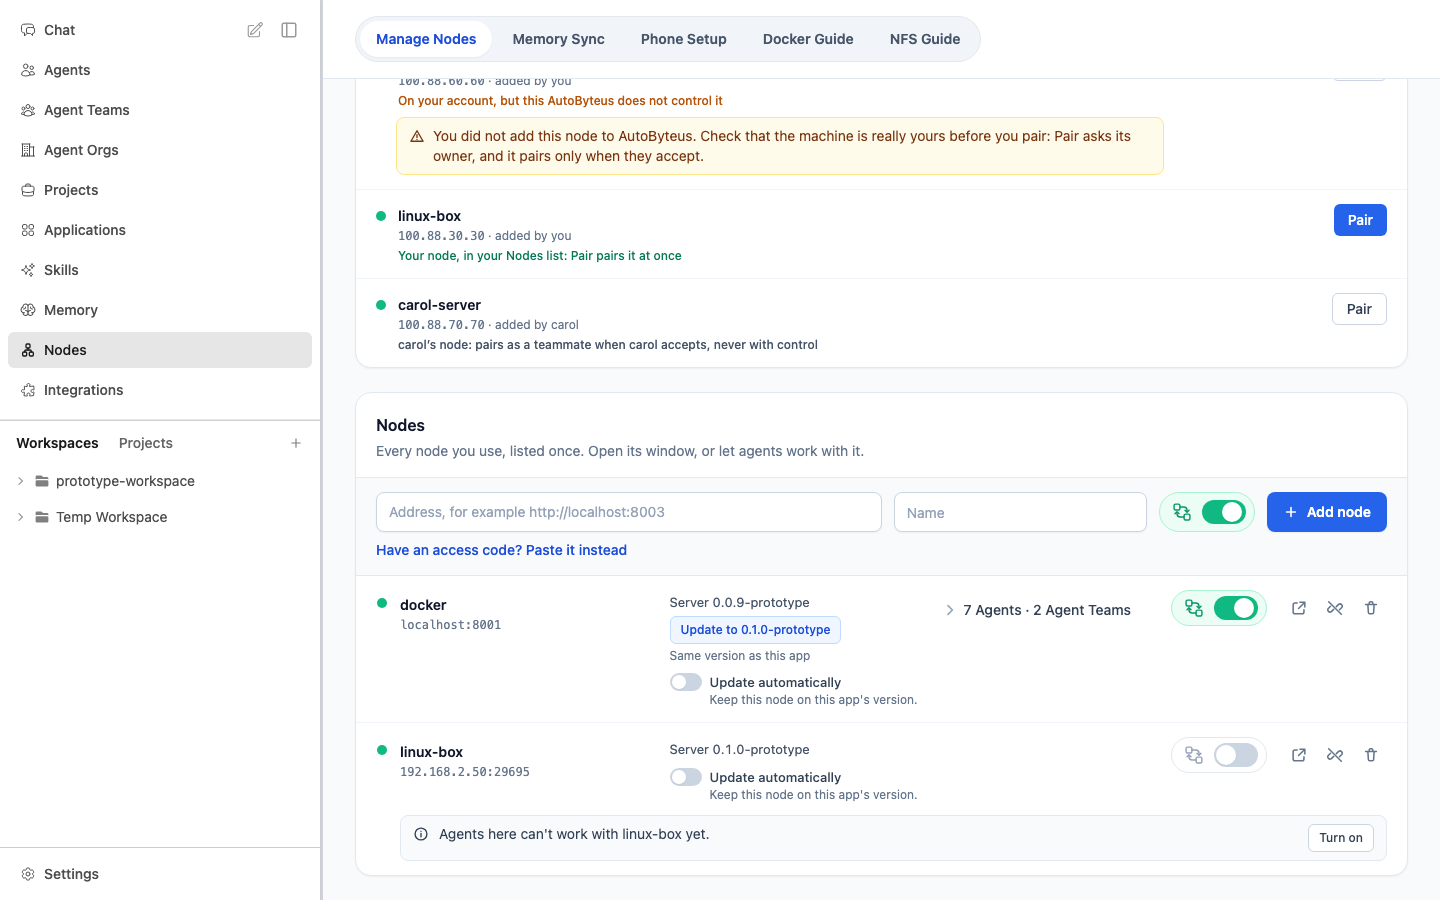 Chat
Agents
Agent Teams
Agent Orgs
Projects
Applications
Skills
Memory
Nodes
Integrations
Workspaces
Projects
prototype-workspace
Temp Workspace
Settings
Manage Nodes
Memory Sync
Phone Setup
Docker Guide
NFS Guide
100.88.60.60 · added by you
On your account, but this AutoByteus does not control it
You did not add this node to AutoByteus. Check that the machine is really yours before you pair: Pair asks its
owner, and it pairs only when they accept.
linux-box
100.88.30.30 · added by you
Your node, in your Nodes list: Pair pairs it at once
Pair
carol-server
100.88.70.70 · added by carol
carol's node: pairs as a teammate when carol accepts, never with control
Pair
Nodes
Every node you use, listed once. Open its window, or let agents work with it.
Address, for example http://localhost:8003
Name
Add node
Have an access code? Paste it instead
docker
localhost:8001
Server 0.0.9-prototype
Update to 0.1.0-prototype
Same version as this app
Update automatically
Keep this node on this app's version.
7 Agents · 2 Agent Teams
linux-box
192.168.2.50:29695
Server 0.1.0-prototype
Update automatically
Keep this node on this app's version.
Agents here can't work with linux-box yet.
Turn on